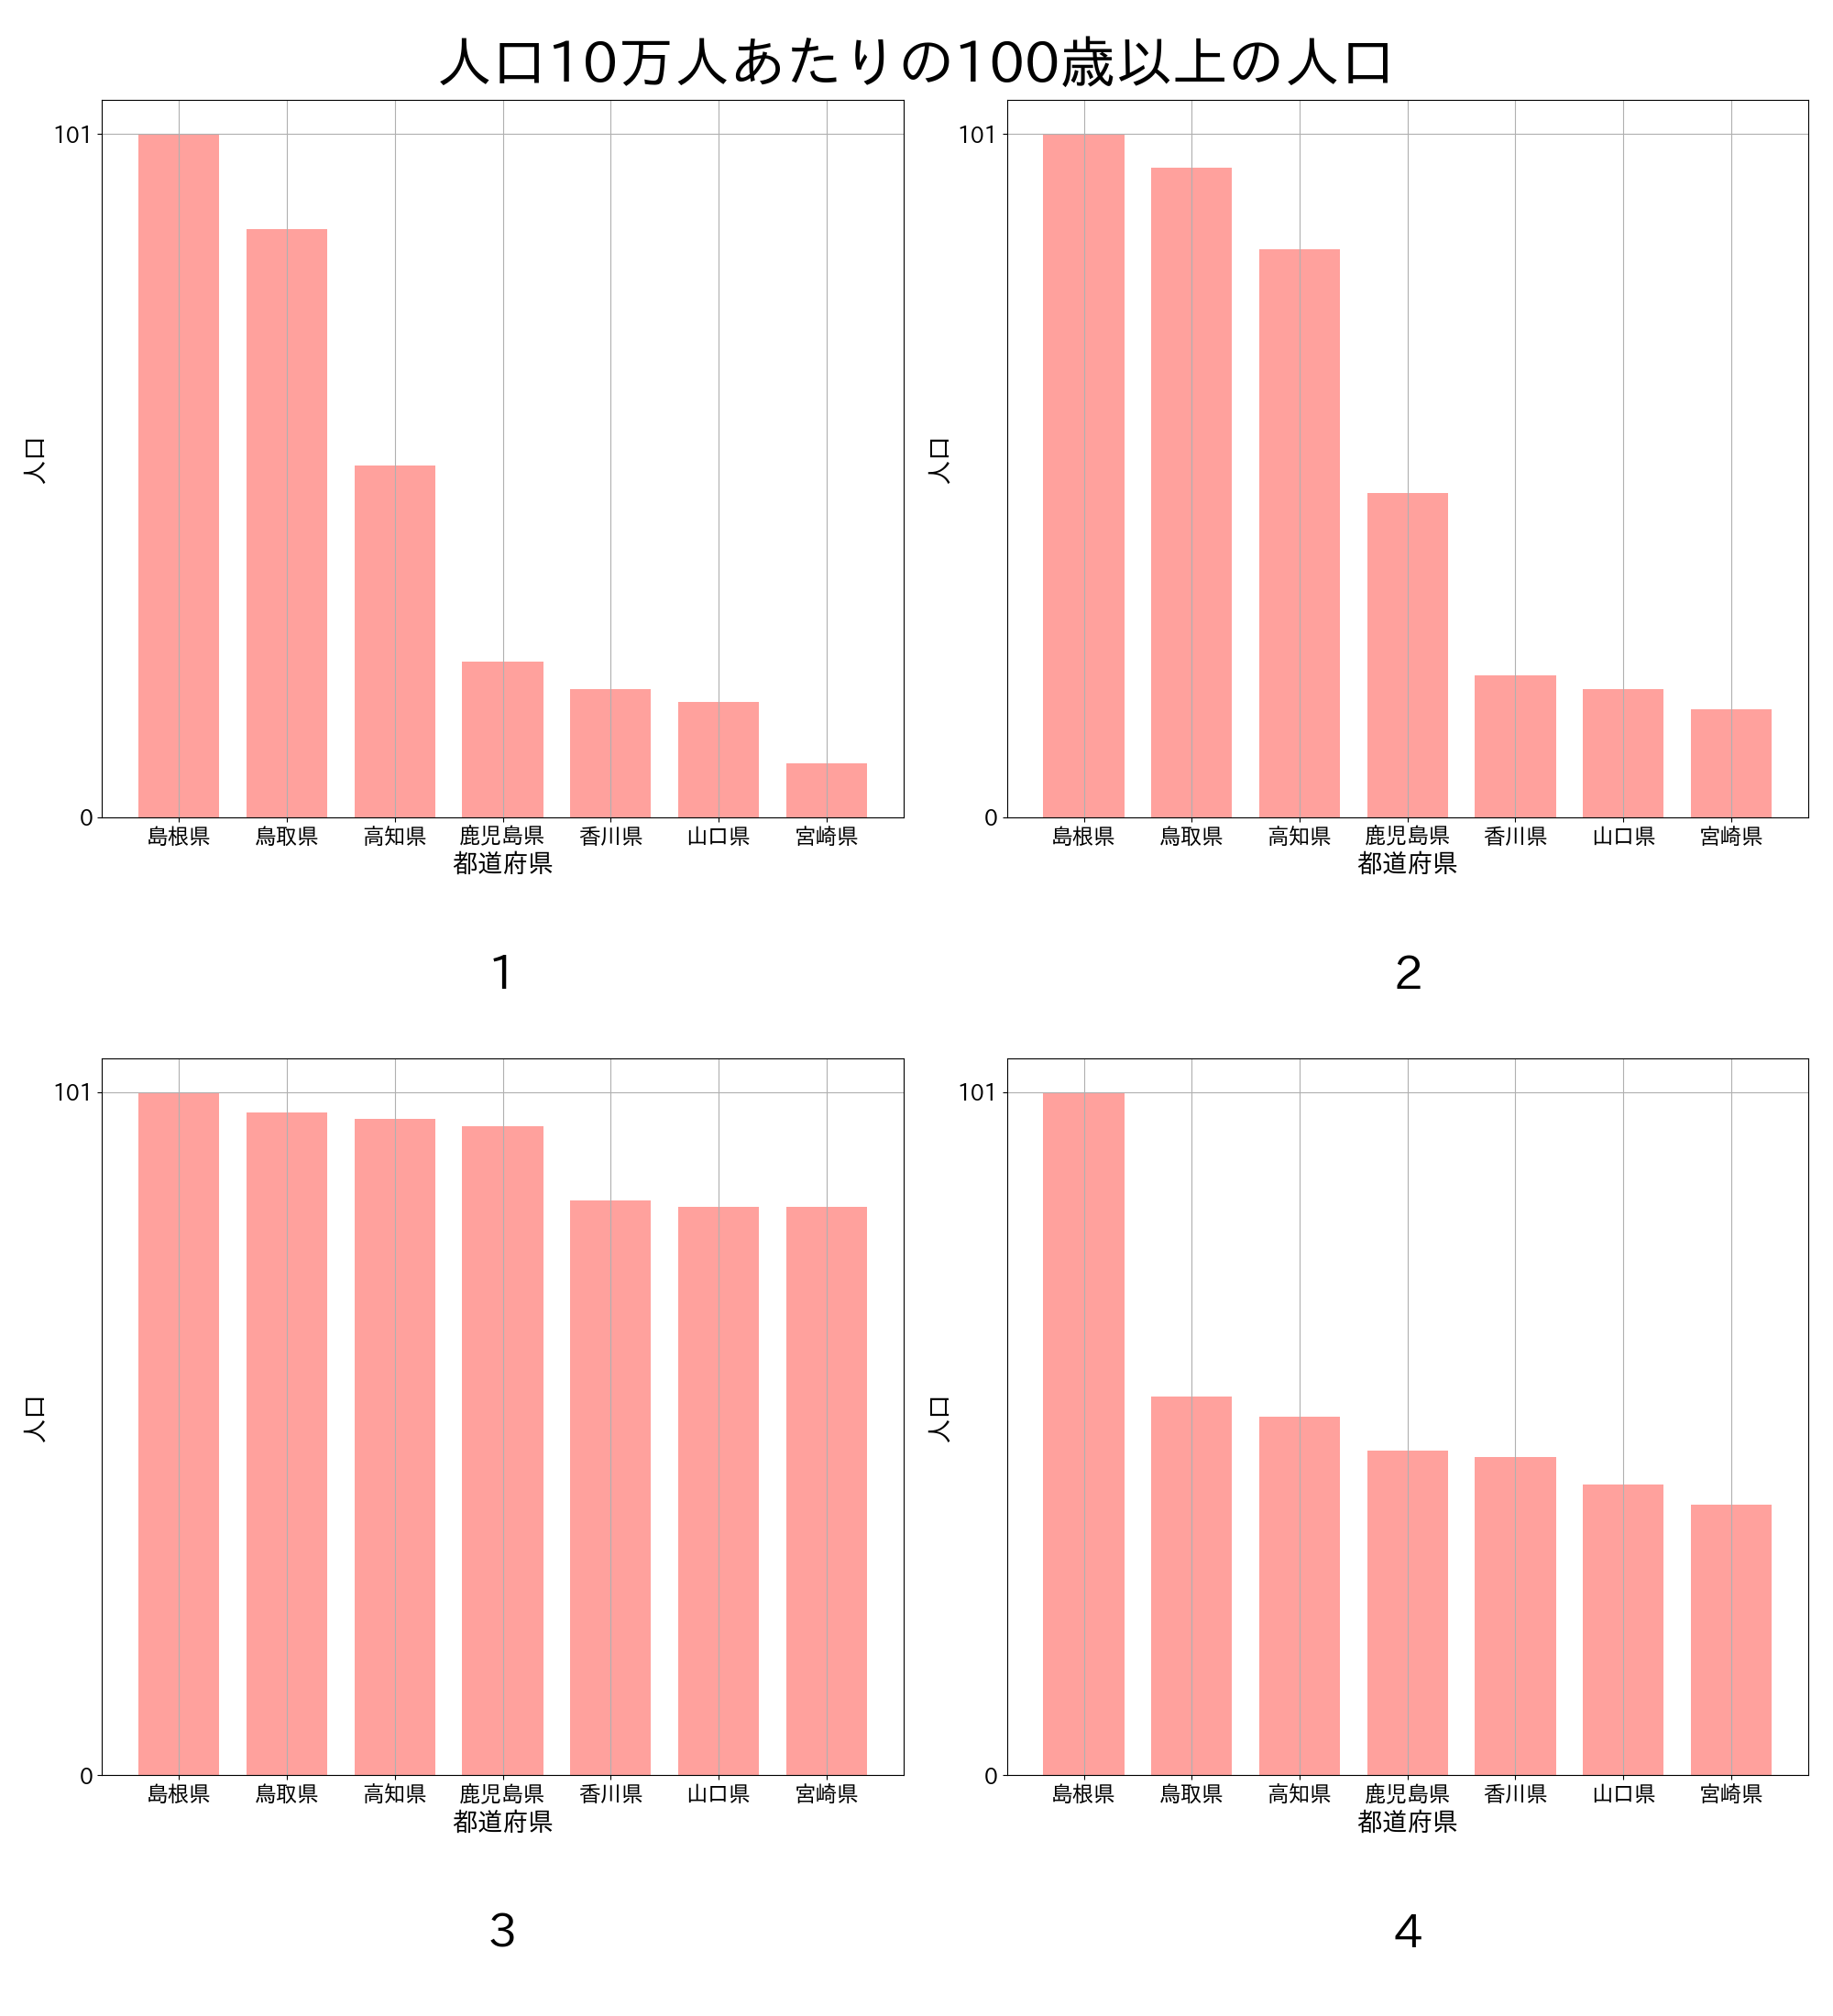 人口10万人あたりの100歳以上の人口
101
0
人口
島根県 鳥取県 高知県 鹿児島県 香川県 山口県 宮崎県
都道府県
1
101
0
人口
島根県 鳥取県 高知県 鹿児島県 香川県 山口県 宮崎県
都道府県
2
101
0
人口
島根県 鳥取県 高知県 鹿児島県 香川県 山口県 宮崎県
都道府県
3
101
0
人口
島根県 鳥取県 高知県 鹿児島県 香川県 山口県 宮崎県
都道府県
4